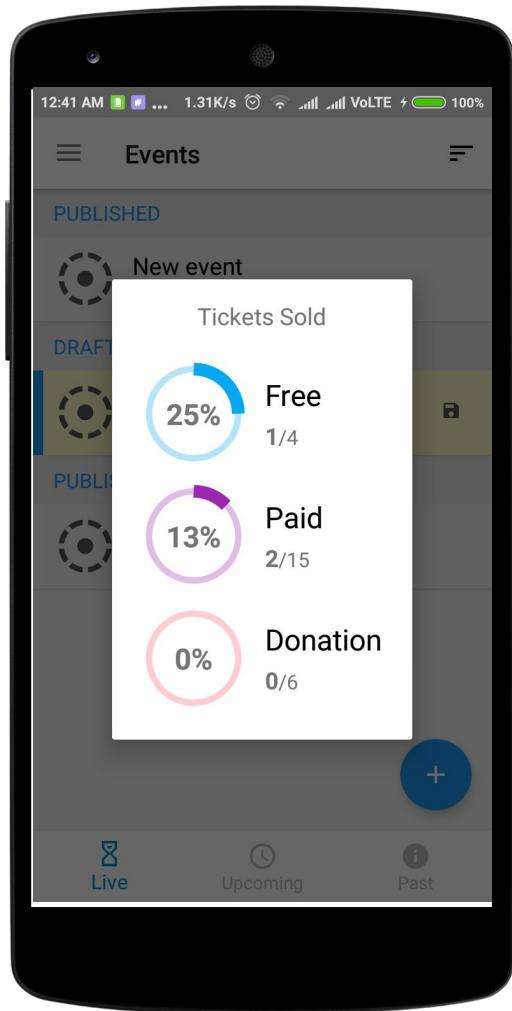 12:41 AM ... 1.31K/s VoLTE 100%
Events
PUBLISHED
New event
Tickets Sold
DRAFT
25%
Free
1/4
PUBLIS
13%
Paid
2/15
0%
Donation
0/6
+
Live
Upcoming
Past